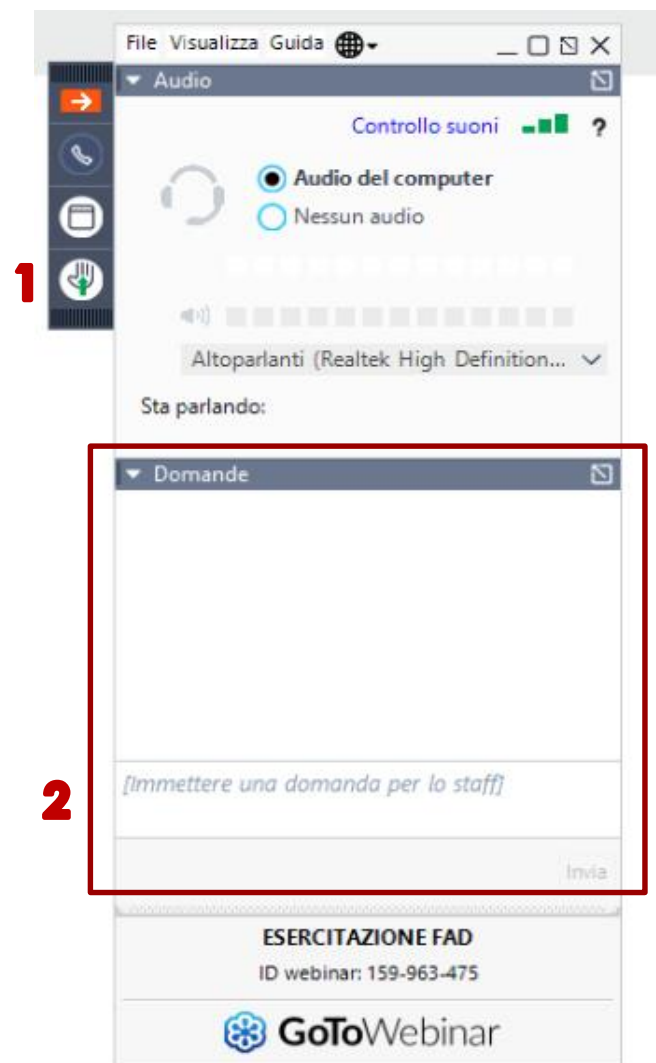 File Visualizza Guida
Audio
Controllo suoni ?
Audio del computer
Nessun audio
1
Altoparlanti (Realtek High Definition...
Sta parlando:
Domande
[Immettere una domanda per lo staff]
2
Invia
ESERCITAZIONE FAD
ID webinar: 159-963-475
GoToWebinar